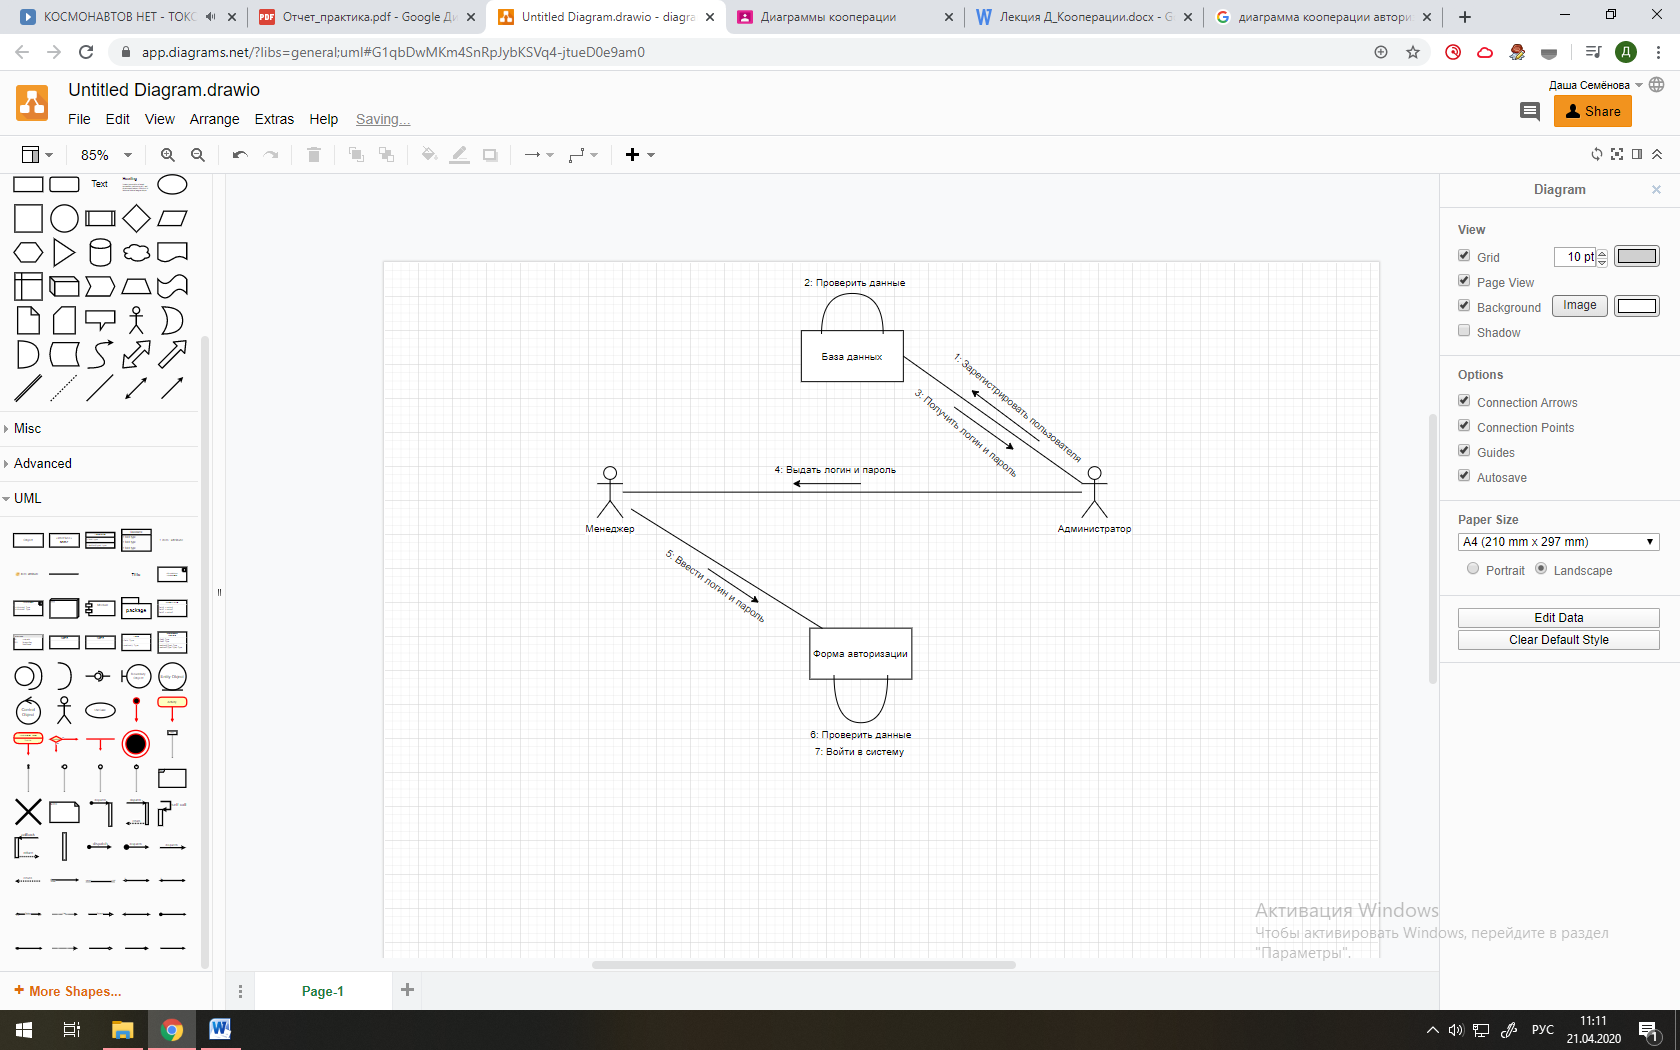 КОСМОНАВТОВ НЕТ - ТОКС
Отчет_практика.pdf - Google Ди
Untitled Diagram.drawio - diagra
Диаграммы кооперации
Лекция Д_Кооперации.docx - G
диаграмма кооперации автори
app.diagrams.net/?libs=general;uml#G1qbDwMKm4SnRpJybKSVq4-jtueD0e9am0
Д
Untitled Diagram.drawio
Даша Семёнова
File Edit View Arrange Extras Help Saving...
Share
85%
Text
Heading
Misc
Advanced
UML
Title
package
More Shapes...
2: Проверить данные
База данных
1: Зарегистрировать пользователя
3: Получить логин и пароль
4: Выдать логин и пароль
Менеджер
Администратор
5: Ввести логин и пароль
Форма авторизации
6: Проверить данные
7: Войти в систему
Diagram
View
Grid
10 pt
Page View
Background
Image
Shadow
Options
Connection Arrows
Connection Points
Guides
Autosave
Paper Size
A4 (210 mm x 297 mm)
Portrait
Landscape
Edit Data
Clear Default Style
Активация Windows
Чтобы активировать Windows, перейдите в раздел
"Параметры".
Page-1
РУС
11:11
21.04.2020
1